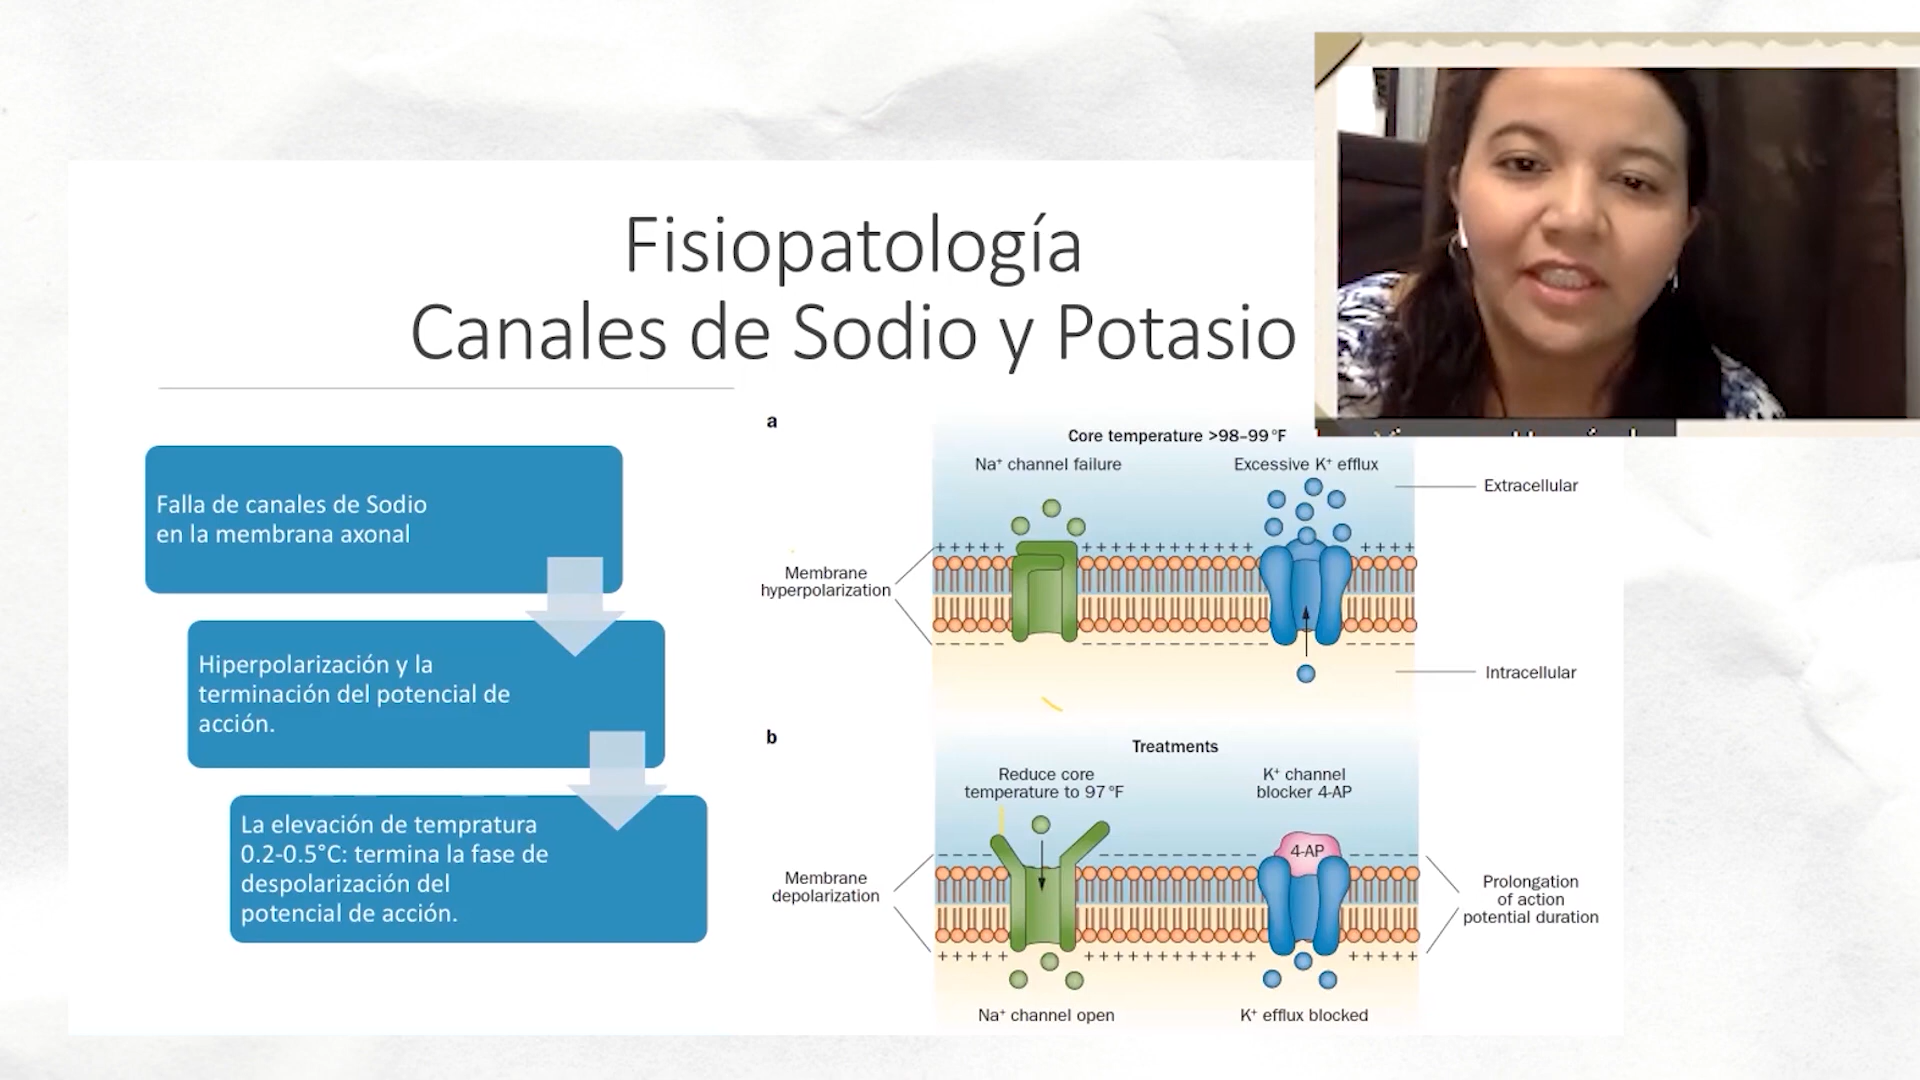 Fisiopatología
Canales de Sodio y Potasio
Falla de canales de Sodio
en la membrana axonal
Hiperpolarización y la
terminación del potencial de
acción.
La elevación de tempratura
0.2-0.5°C: termina la fase de
despolarización del
potencial de acción.
a
Core temperature >98–99 °F
Na⁺ channel failure
Excessive K⁺ efflux
Extracellular
Membrane
hyperpolarization
Intracellular
b
Treatments
Reduce core
temperature to 97 °F
K⁺ channel
blocker 4-AP
4-AP
Membrane
depolarization
Prolongation
of action
potential duration
Na⁺ channel open
K⁺ efflux blocked